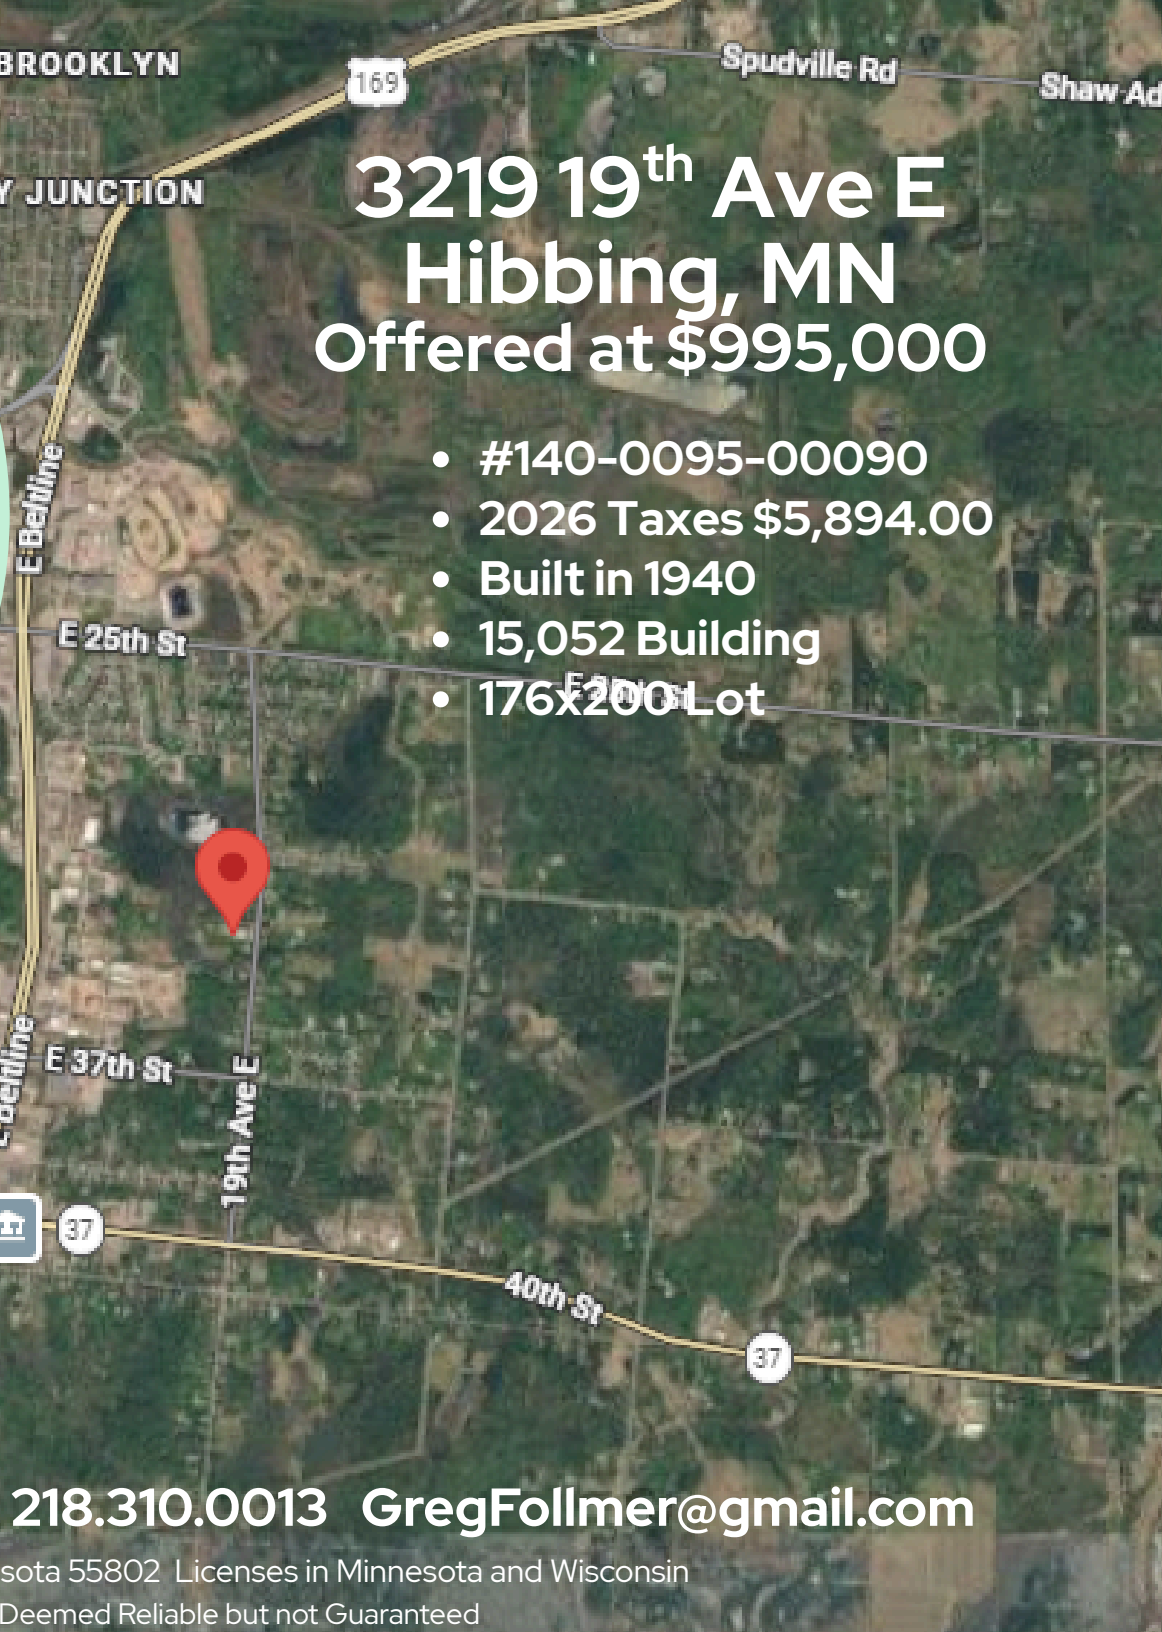 BROOKLYN
169
Spudville Rd
Shaw Ad
Y JUNCTION
3219 19th Ave E
Hibbing, MN
Offered at $995,000
• #140-0095-00090
• 2026 Taxes $5,894.00
• Built in 1940
• 15,052 Building
• 176x200 Lot
E Beltline
E 25th St
E 25th St
E 37th St
E Beltline
19th Ave E
37
40th St
37
218.310.0013 GregFollmer@gmail.com
sota 55802 Licenses in Minnesota and Wisconsin
Deemed Reliable but not Guaranteed